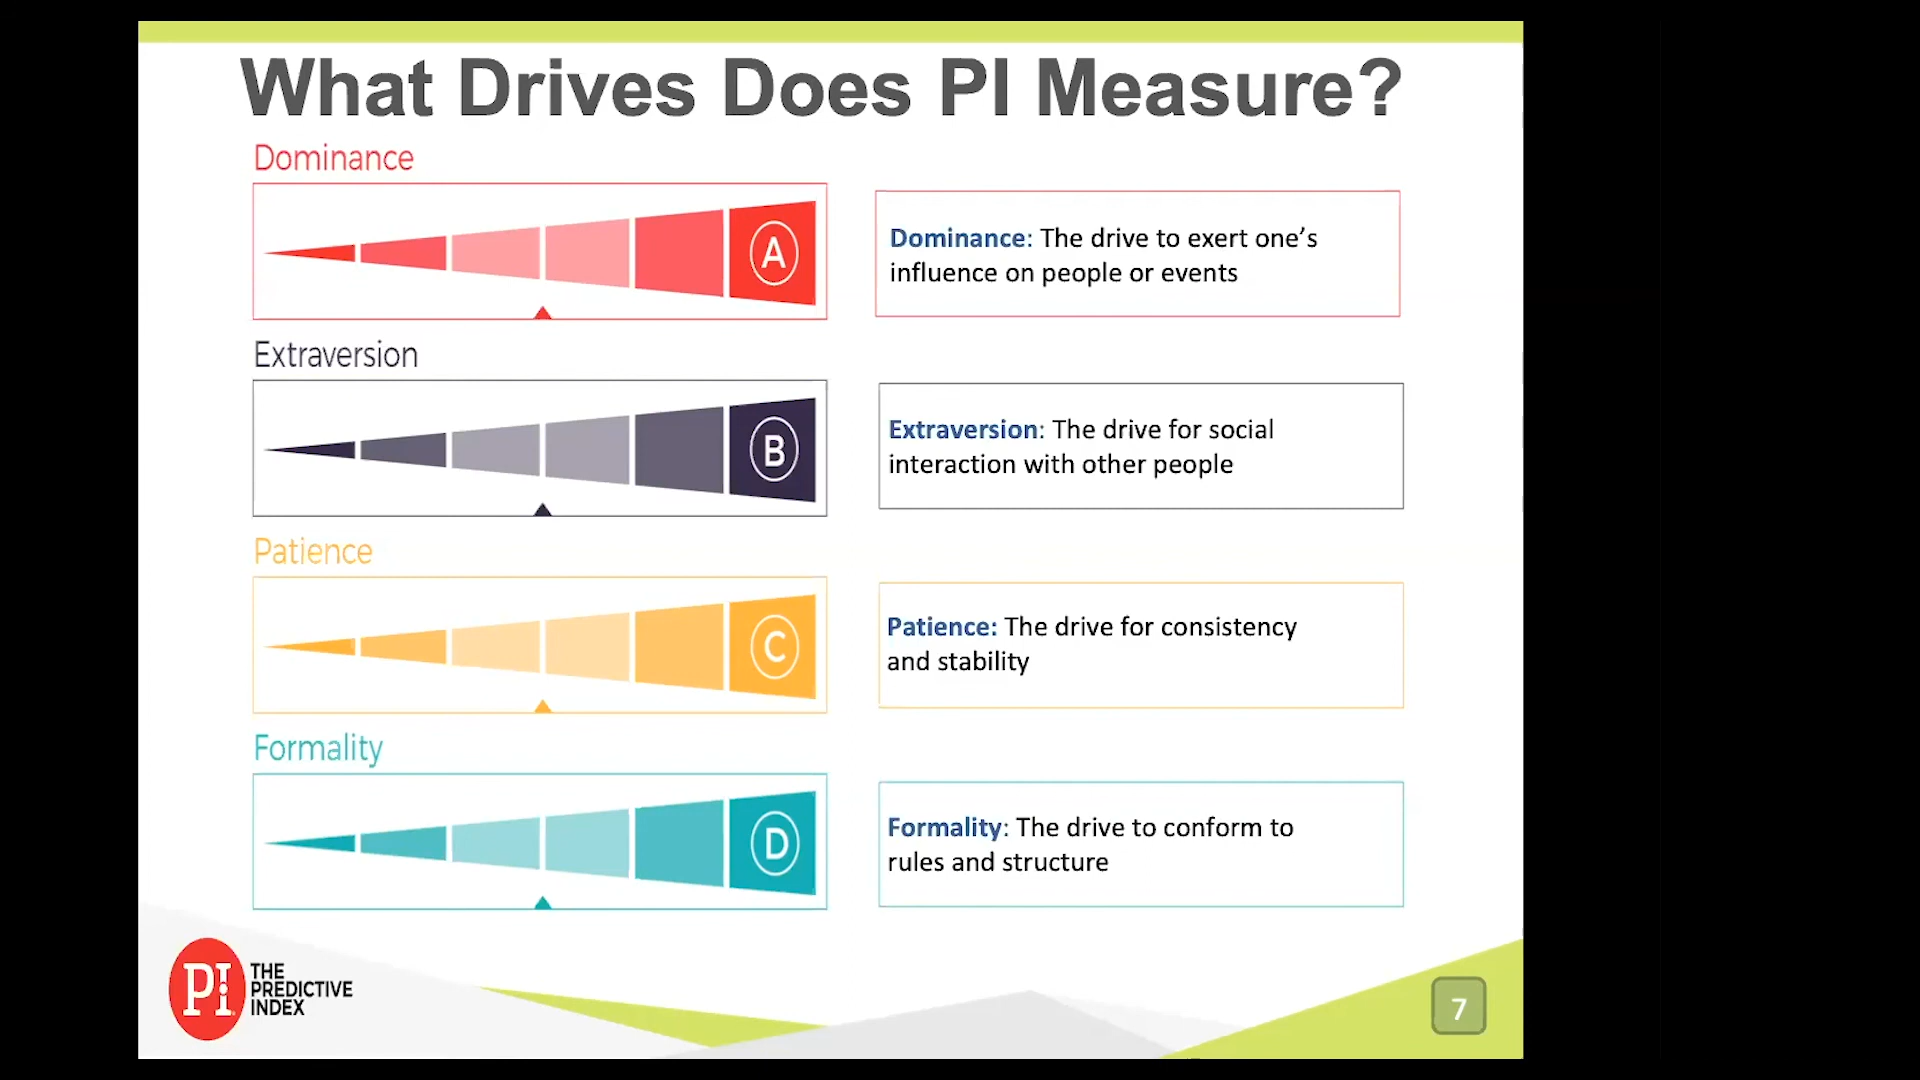 What Drives Does PI Measure?
Dominance
A
Dominance: The drive to exert one’s
influence on people or events
Extraversion
B
Extraversion: The drive for social
interaction with other people
Patience
C
Patience: The drive for consistency
and stability
Formality
D
Formality: The drive to conform to
rules and structure
PI
THE
PREDICTIVE
INDEX
7